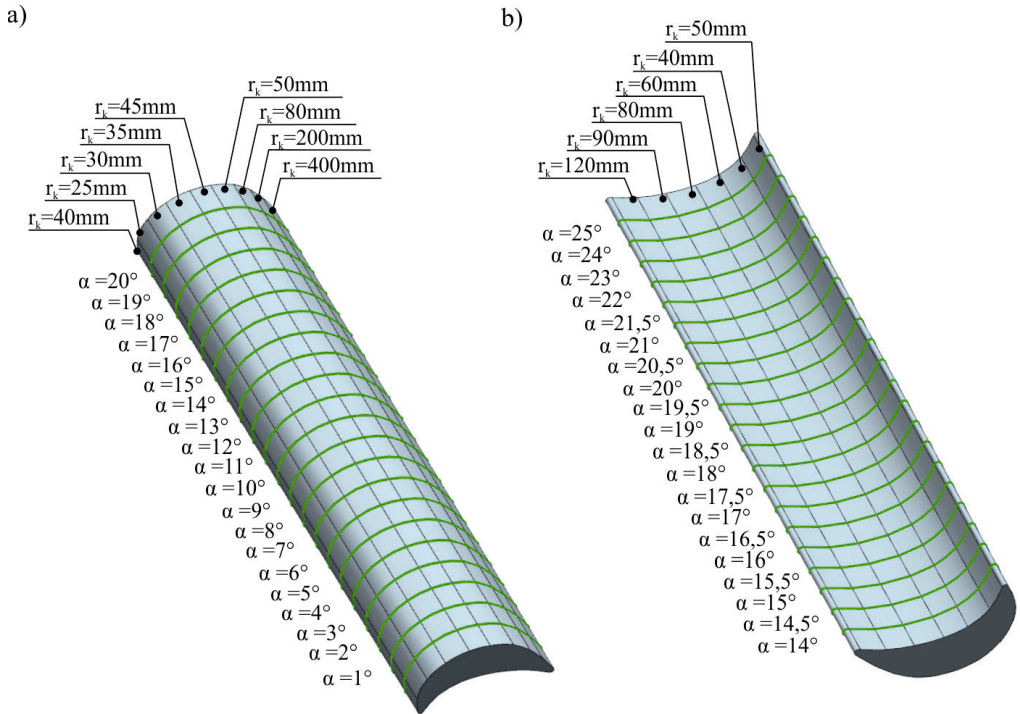 a)
r_k=50mm
r_k=45mm
r_k=80mm
r_k=35mm
r_k=200mm
r_k=30mm
r_k=400mm
r_k=25mm
r_k=40mm
α =20°
α =19°
α =18°
α =17°
α =16°
α =15°
α =14°
α =13°
α =12°
α =11°
α =10°
α =9°
α =8°
α =7°
α =6°
α =5°
α =4°
α =3°
α =2°
α =1°
b)
r_k=50mm
r_k=40mm
r_k=60mm
r_k=80mm
r_k=90mm
r_k=120mm
α =25°
α =24°
α =23°
α =22°
α =21,5°
α =21°
α =20,5°
α =20°
α =19,5°
α =19°
α =18,5°
α =18°
α =17,5°
α =17°
α =16,5°
α =16°
α =15,5°
α =15°
α =14,5°
α =14°